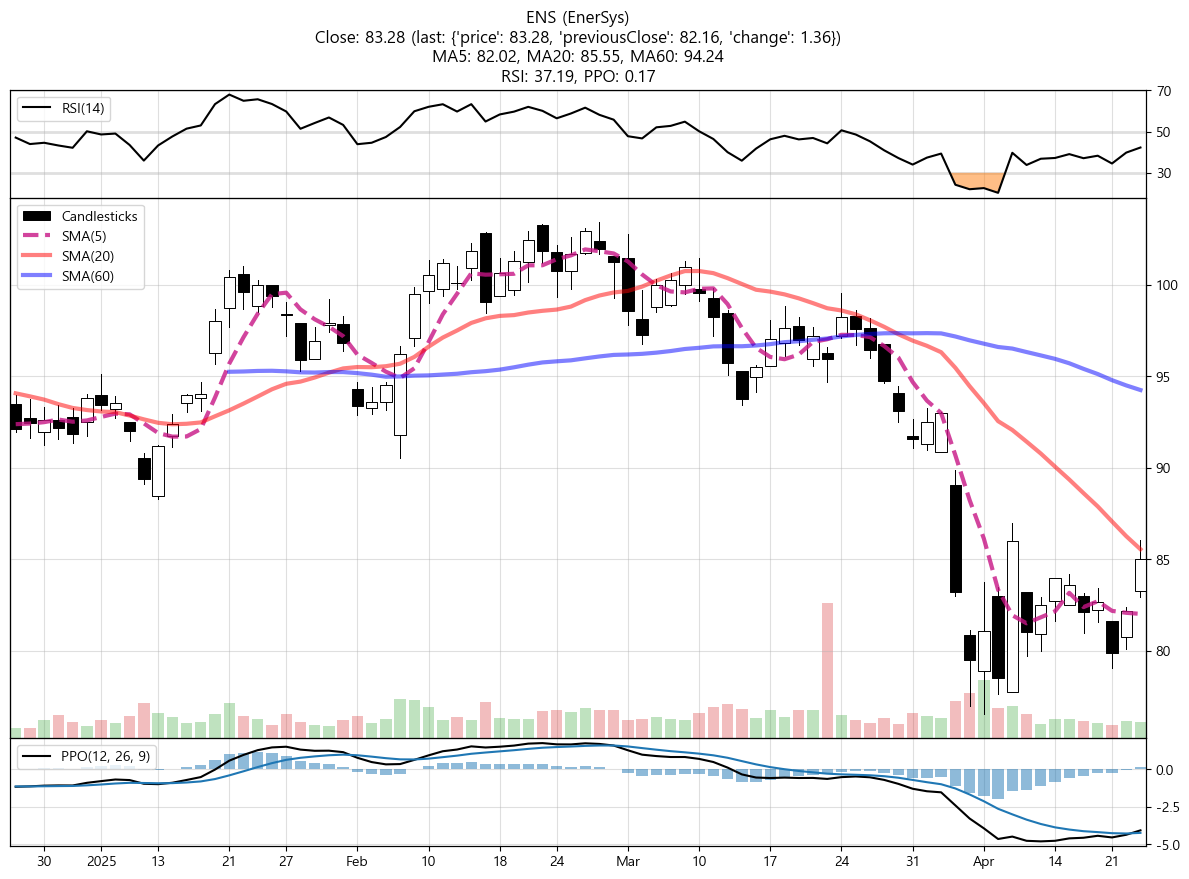 ENS (EnerSys)
Close: 83.28 (last: {'price': 83.28, 'previousClose': 82.16, 'change': 1.36})
MA5: 82.02, MA20: 85.55, MA60: 94.24
RSI: 37.19, PPO: 0.17
RSI(14)
70
50
30
Candlesticks
SMA(5)
SMA(20)
SMA(60)
100
95
90
85
80
PPO(12, 26, 9)
0.0
-2.5
-5.0
30 2025 13 21 27 Feb 10 18 24 Mar 10 17 24 31 Apr 14 21